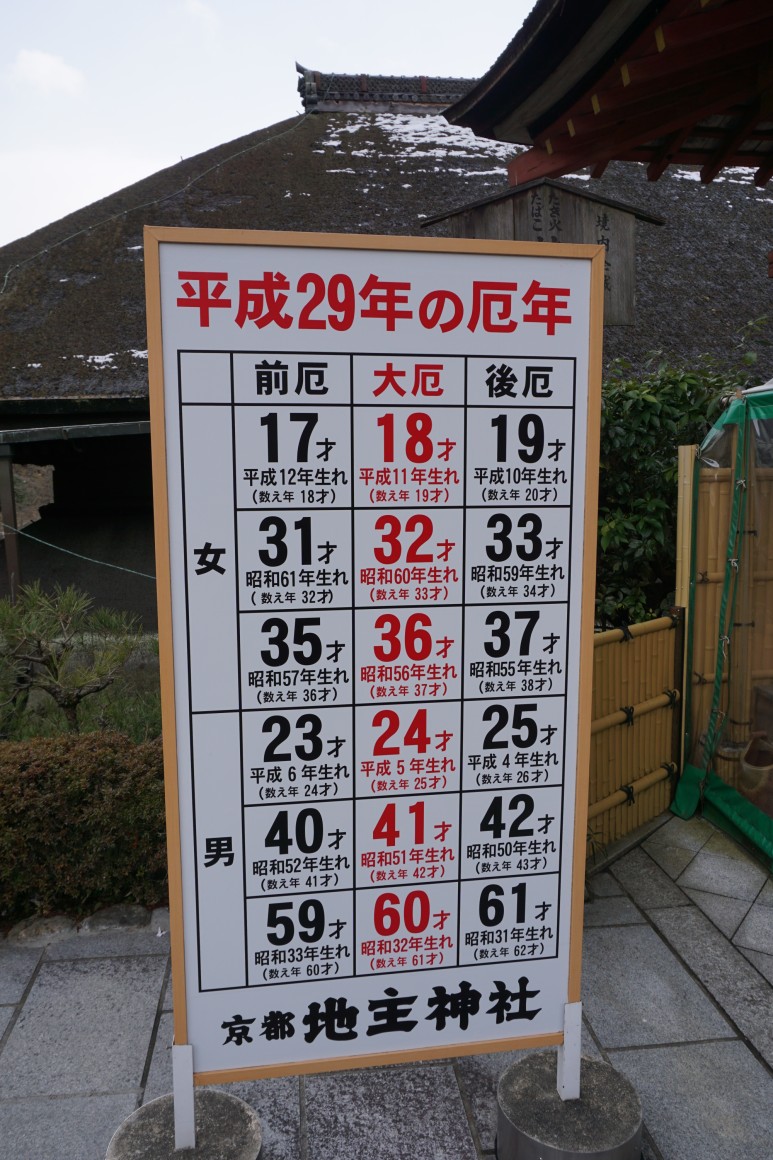 平成29年の厄年
前厄 大厄 後厄
女
17才 18才 19才
平成12年生れ 平成11年生れ 平成10年生れ
(数え年 18才) (数え年 19才) (数え年 20才)
31才 32才 33才
昭和61年生れ 昭和60年生れ 昭和59年生れ
(数え年 32才) (数え年 33才) (数え年 34才)
35才 36才 37才
昭和57年生れ 昭和56年生れ 昭和55年生れ
(数え年 36才) (数え年 37才) (数え年 38才)
男
23才 24才 25才
平成6年生れ 平成5年生れ 平成4年生れ
(数え年 24才) (数え年 25才) (数え年 26才)
40才 41才 42才
昭和52年生れ 昭和51年生れ 昭和50年生れ
(数え年 41才) (数え年 42才) (数え年 43才)
59才 60才 61才
昭和33年生れ 昭和32年生れ 昭和31年生れ
(数え年 60才) (数え年 61才) (数え年 62才)
京都 地主神社
境内
たき火
たばこ